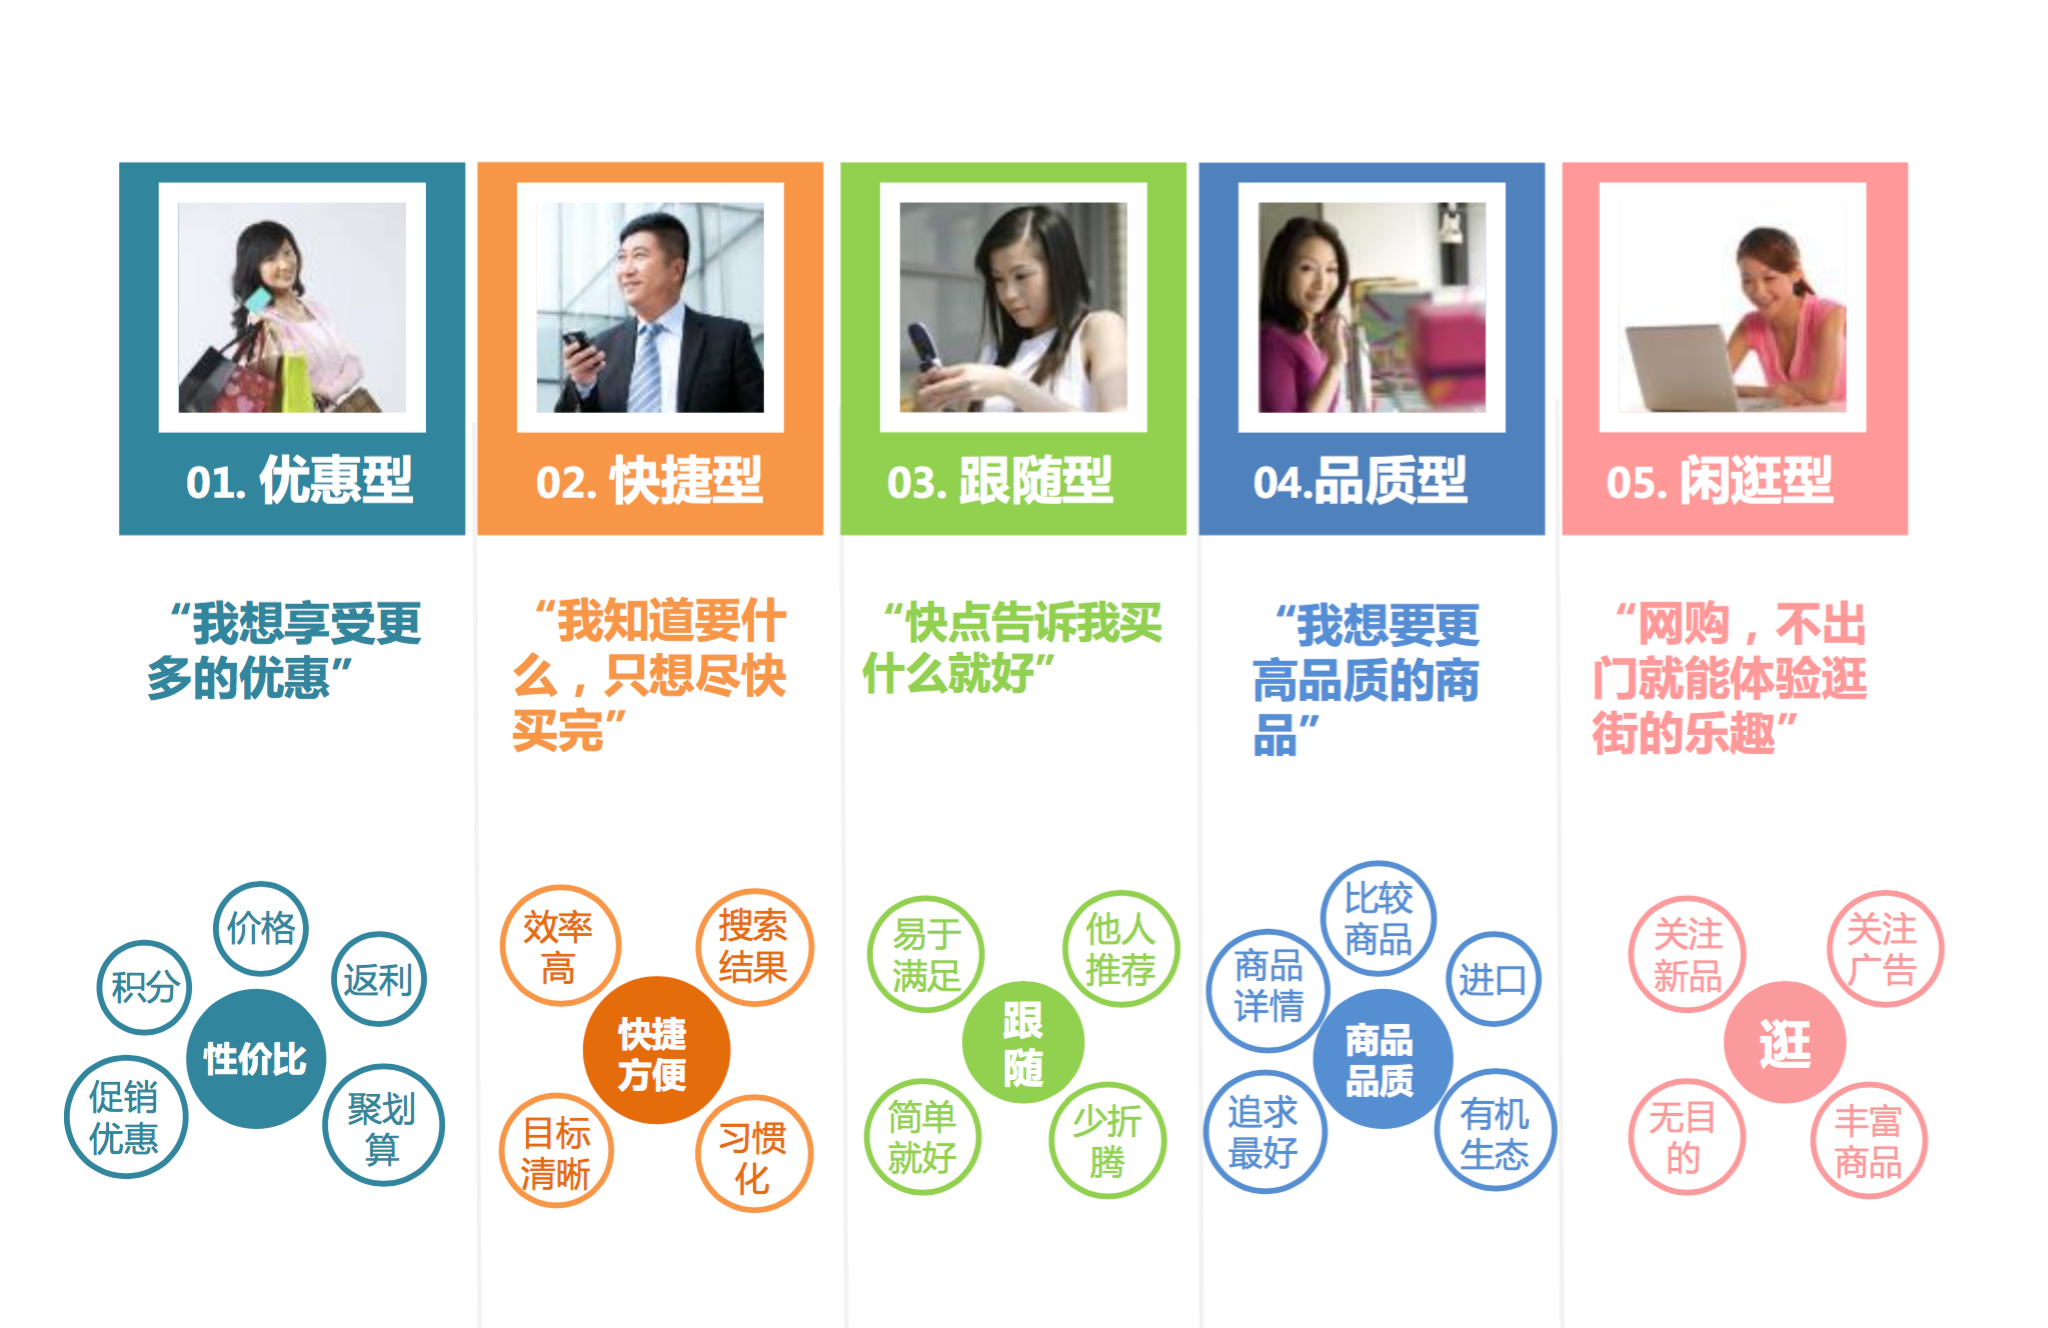 01. 优惠型
02. 快捷型
03. 跟随型
04.品质型
05. 闲逛型
“我想享受更
多的优惠”
“我知道要什
么，只想尽快
买完”
“快点告诉我买
什么就好”
“我想要更
高品质的商
品”
“网购，不出
门就能体验逛
街的乐趣”
价格
积分
返利
性价比
促销
优惠
聚划
算
效率
高
搜索
结果
快捷
方便
目标
清晰
习惯
化
易于
满足
他人
推荐
跟
随
简单
就好
少折
腾
比较
商品
商品
详情
进口
商品
品质
追求
最好
有机
生态
关注
新品
关注
广告
逛
无目
的
丰富
商品